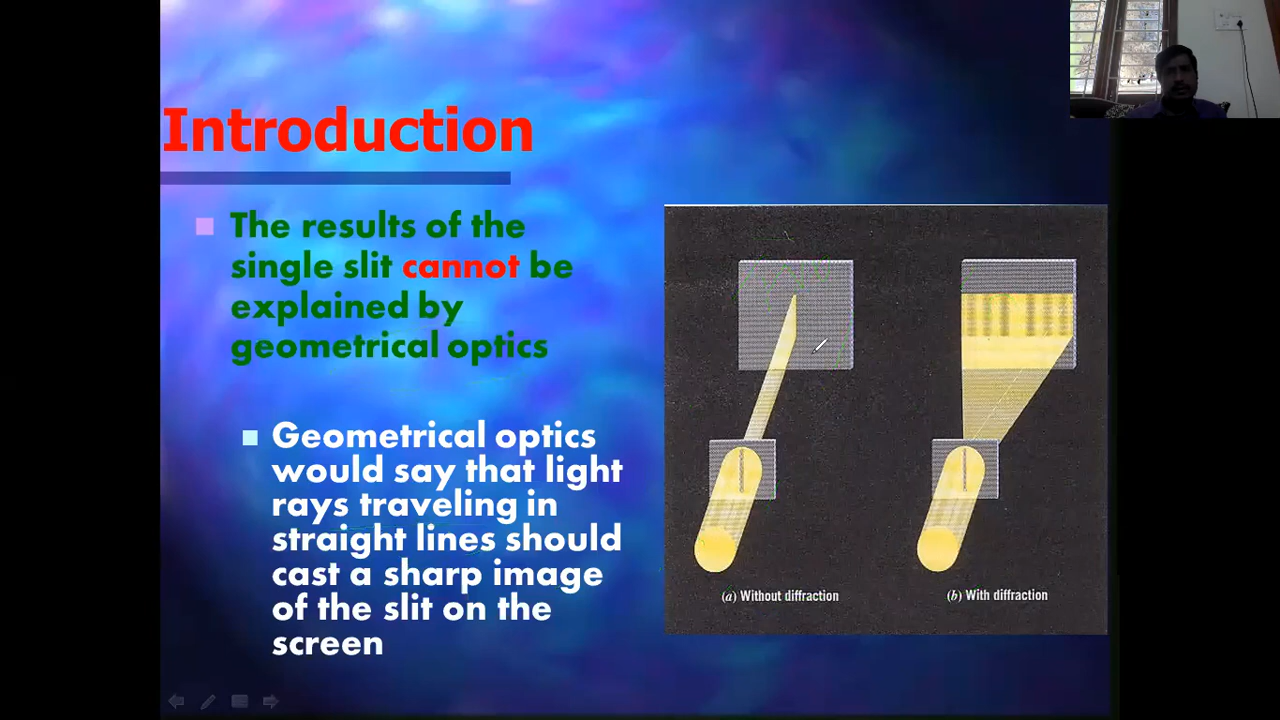 Introduction
The results of the
single slit cannot be
explained by
geometrical optics
Geometrical optics
would say that light
rays traveling in
straight lines should
cast a sharp image
of the slit on the
screen
(a) Without diffraction
(b) With diffraction